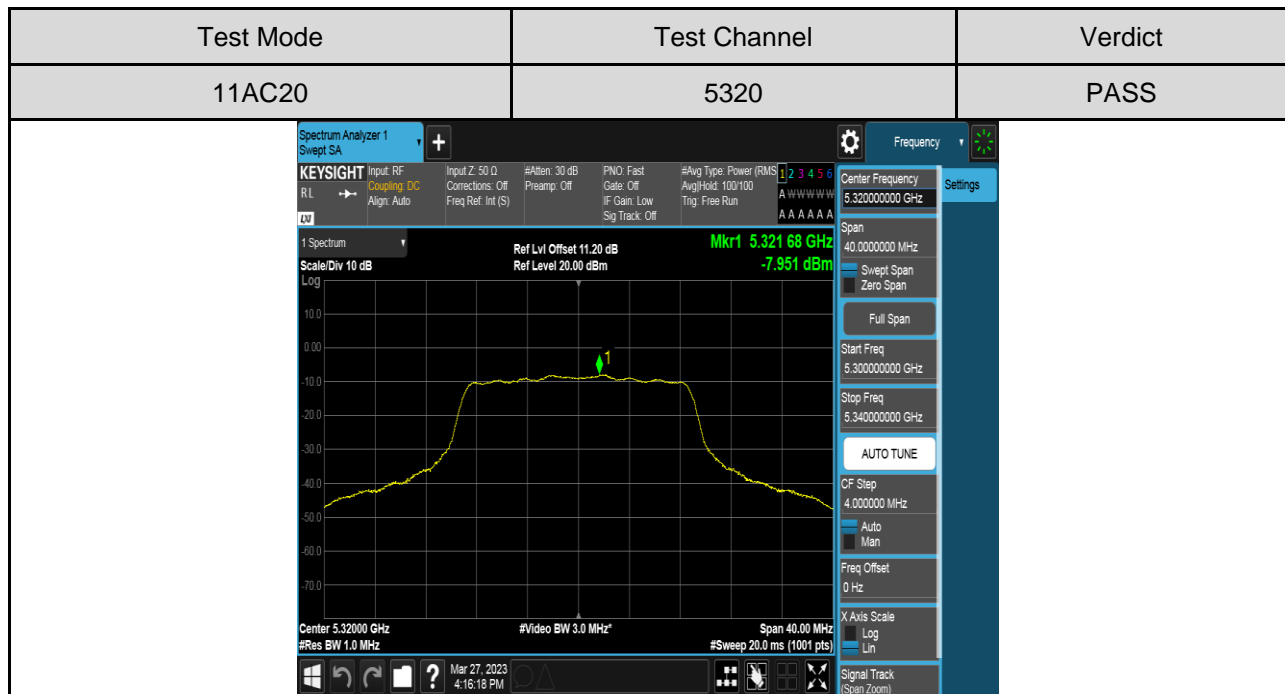 Test Mode Test Channel Verdict
11AC20 5320 PASS
Spectrum Analyzer 1
Swept SA
+
Frequency
KEYSIGHT
RL
LXI
Input: RF
Coupling: DC
Align: Auto
Input Z: 50 Ω
Corrections: Off
Freq Ref: Int (S)
#Atten: 30 dB
Preamp: Off
PNO: Fast
Gate: Off
IF Gain: Low
Sig Track: Off
#Avg Type: Power (RMS
Avg|Hold: 100/100
Trig: Free Run
1 2 3 4 5 6
A W W W W W
A A A A A A
1 Spectrum
Scale/Div 10 dB
Log
Ref Lvl Offset 11.20 dB
Ref Level 20.00 dBm
Mkr1 5.321 68 GHz
-7.951 dBm
10.0
0.00
-10.0
-20.0
-30.0
-40.0
-50.0
-60.0
-70.0
1
Center 5.32000 GHz
#Res BW 1.0 MHz
#Video BW 3.0 MHz*
Span 40.00 MHz
#Sweep 20.0 ms (1001 pts)
?
Mar 27, 2023
4:16:18 PM
Center Frequency
5.320000000 GHz
Span
40.0000000 MHz
Swept Span
Zero Span
Full Span
Start Freq
5.300000000 GHz
Stop Freq
5.340000000 GHz
AUTO TUNE
CF Step
4.000000 MHz
Auto
Man
Freq Offset
0 Hz
X Axis Scale
Log
Lin
Signal Track
(Span Zoom)
Settings